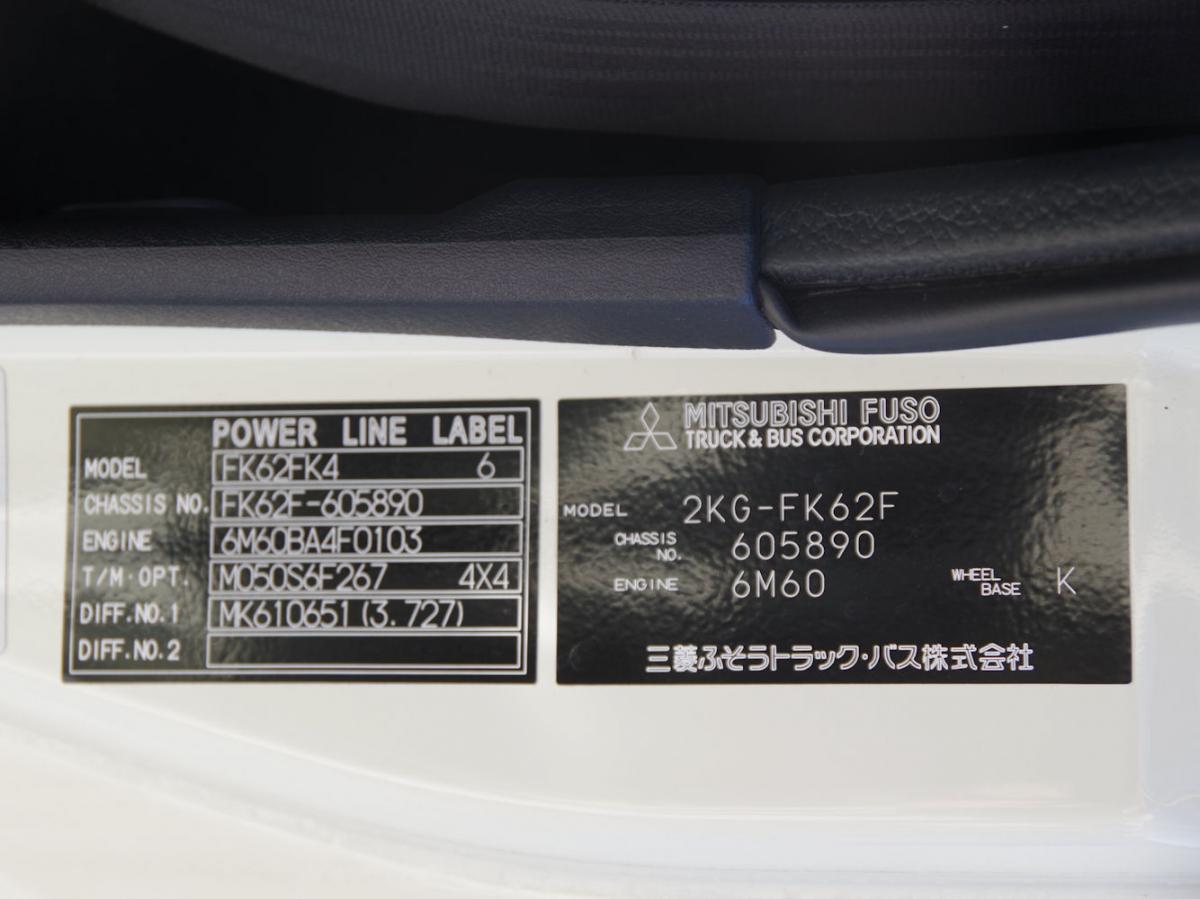 POWER LINE LABEL
MODEL FK62FK4 6
CHASSIS NO. FK62F-605890
ENGINE 6M60BA4F0103
T/M·OPT. M050S6F267 4X4
DIFF.NO.1 MK610651(3.727)
DIFF.NO.2
MITSUBISHI FUSO
TRUCK & BUS CORPORATION
MODEL 2KG-FK62F
CHASSIS NO. 605890
ENGINE 6M60 WHEEL BASE K
三菱ふそうトラック・バス株式会社